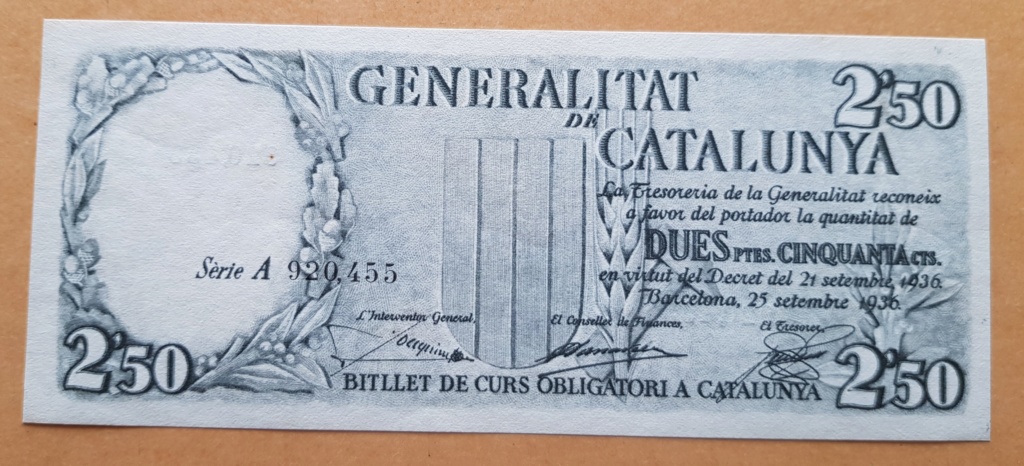 GENERALITAT
DE
CATALUNYA
2'50
La Tresoreria de la Generalitat reconeix
a favor del portador la quantitat de
DUES PTES. CINQUANTA CTS.
en virtut del Decret del 21 setembre, 1936.
Barcelona, 25 setembre 1936.
Sèrie A 920,455
L'Interventor General,
El Conseller de Finances,
El Tresorer,
2'50
BITLLET DE CURS OBLIGATORI A CATALUNYA
2'50